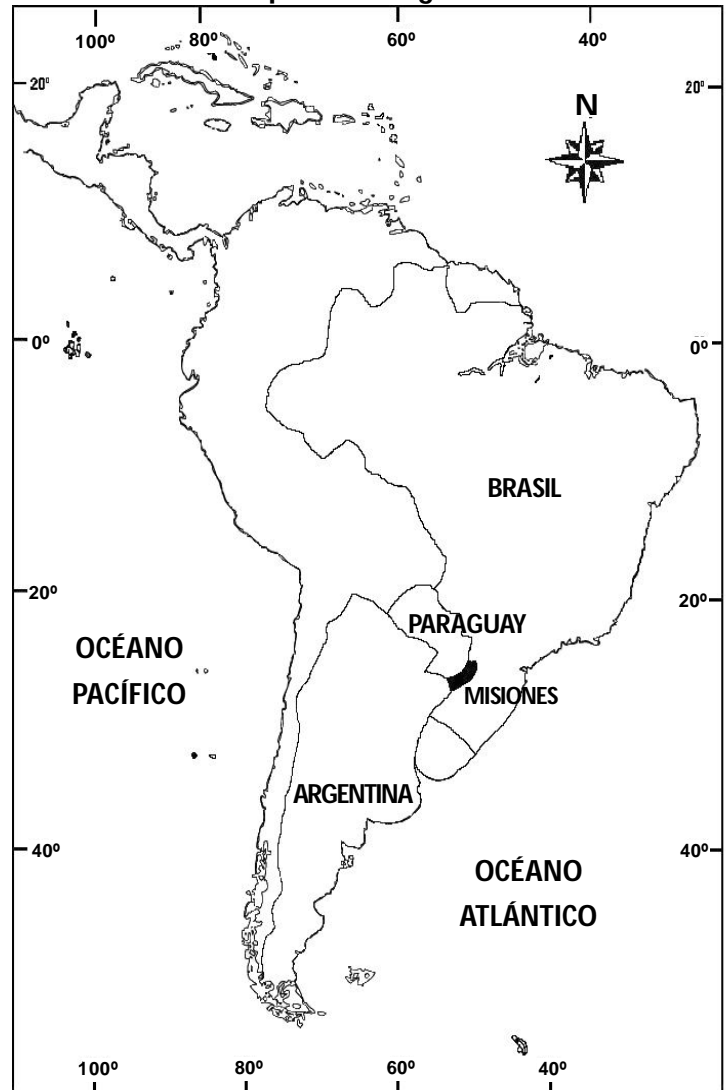 100º 80º 60º 40º
20º 20º
N
0º 0º
BRASIL
20º 20º
PARAGUAY
OCÉANO
PACÍFICO
MISIONES
ARGENTINA
40º 40º
OCÉANO
ATLÁNTICO
100º 80º 60º 40º